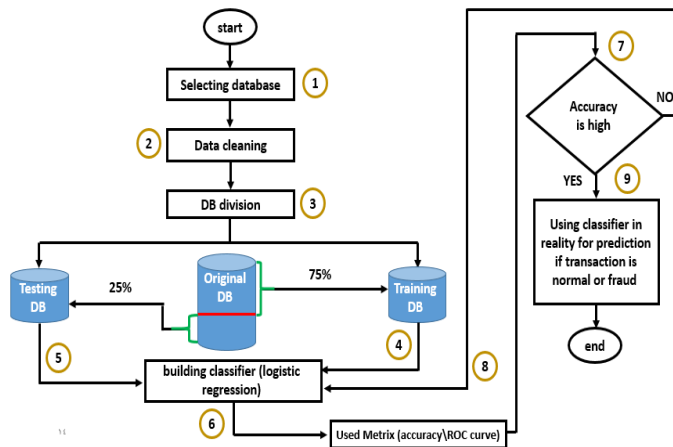 start
1
Selecting database
2
Data cleaning
DB division
3
Testing
DB
25%
Original
DB
75%
Training
DB
5
4
building classifier (logistic
regression)
8
6
Used Metrix (accuracy\ROC curve)
7
Accuracy
is high
NO
YES
9
Using classifier in
reality for prediction
if transaction is
normal or fraud
end
١٤